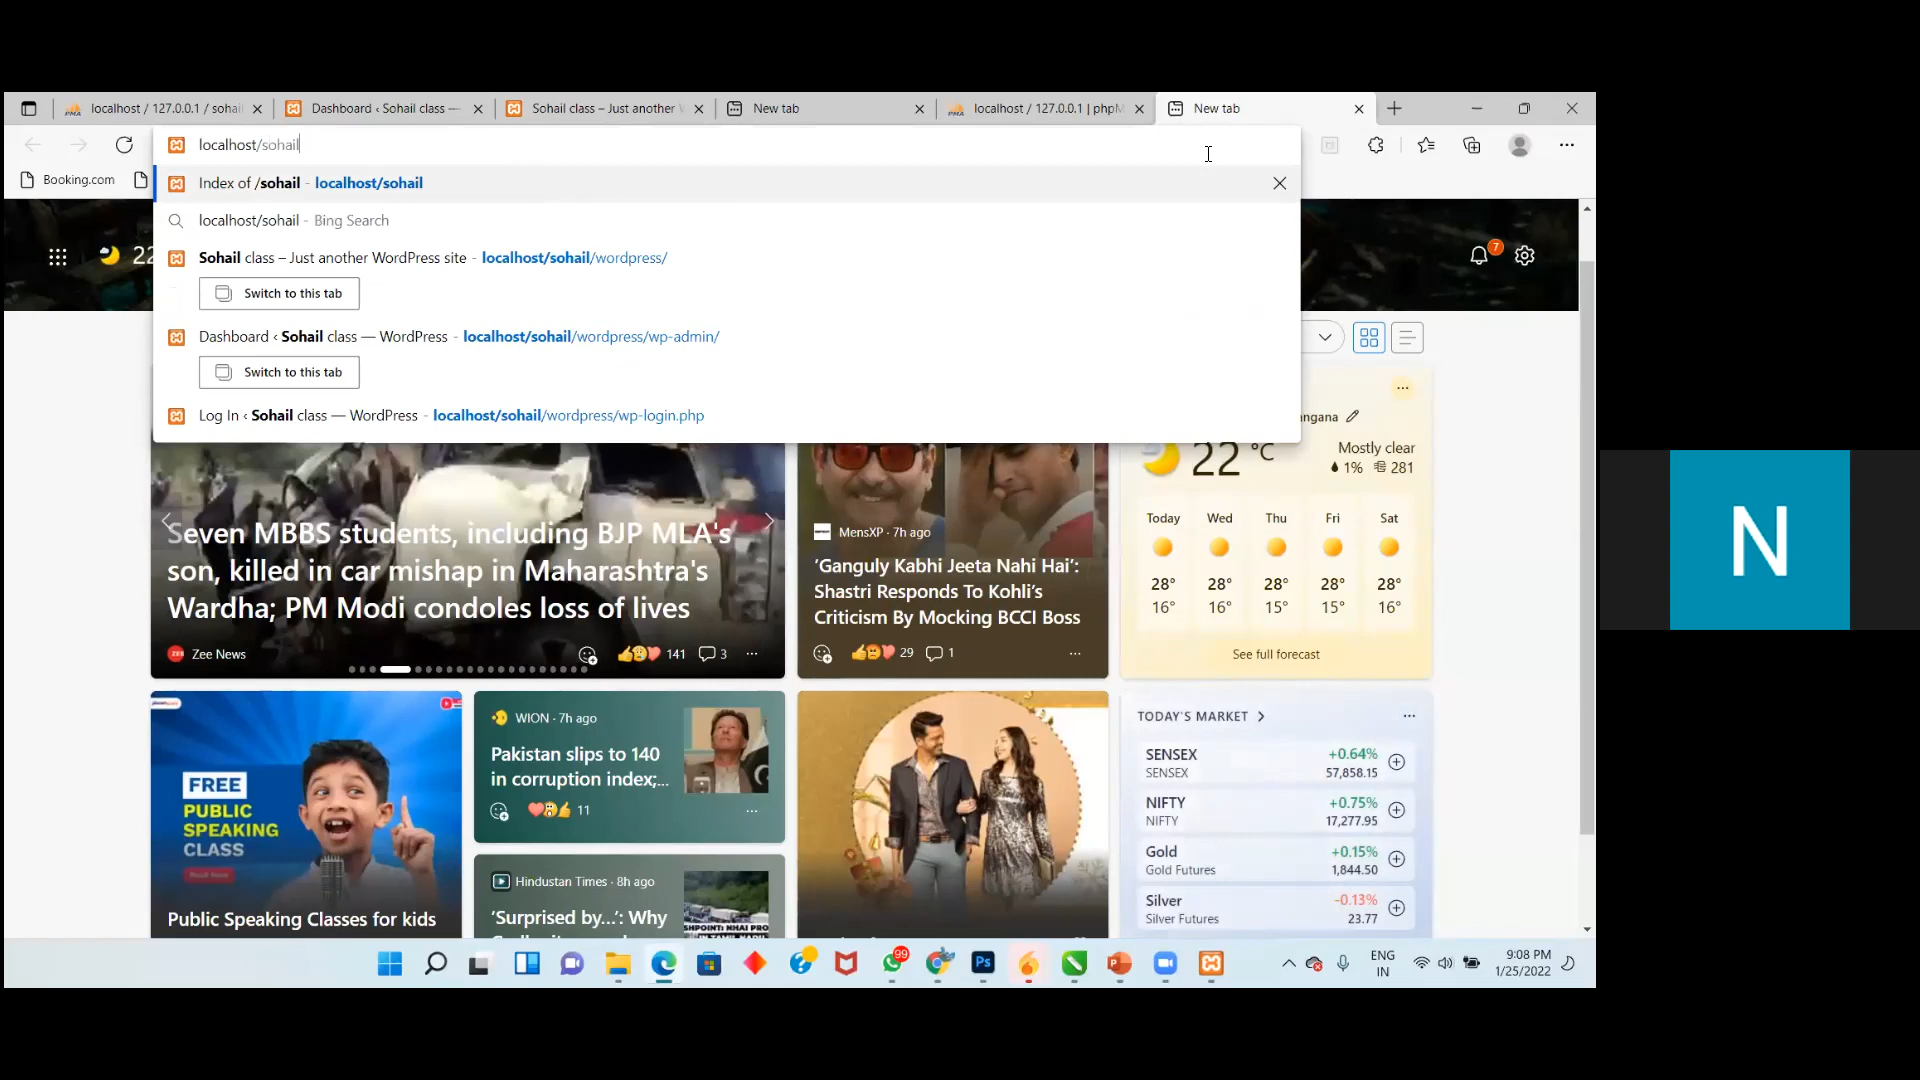 localhost / 127.0.0.1 / sohai
Dashboard ‹ Sohail class —
Sohail class – Just another
New tab
localhost / 127.0.0.1 | phpM
New tab
localhost/sohail
Booking.com
Index of /sohail - localhost/sohail
localhost/sohail - Bing Search
Sohail class – Just another WordPress site - localhost/sohail/wordpress/
Switch to this tab
Dashboard ‹ Sohail class — WordPress - localhost/sohail/wordpress/wp-admin/
Switch to this tab
Log In ‹ Sohail class — WordPress - localhost/sohail/wordpress/wp-login.php
22
7
Seven MBBS students, including BJP MLA's
son, killed in car mishap in Maharashtra's
Wardha; PM Modi condoles loss of lives
Zee News
141
3
MensXP · 7h ago
‘Ganguly Kabhi Jeeta Nahi Hai’:
Shastri Responds To Kohli’s
Criticism By Mocking BCCI Boss
29
1
angana
22 °C
Mostly clear
1% 281
Today Wed Thu Fri Sat
28° 28° 28° 28° 28°
16° 16° 15° 15° 16°
See full forecast
FREE
PUBLIC
SPEAKING
CLASS
Public Speaking Classes for kids
WION · 7h ago
Pakistan slips to 140
in corruption index;...
11
Hindustan Times · 8h ago
‘Surprised by...’: Why
SHPOINT: NHAI PRO
TODAY'S MARKET
SENSEX +0.64%
SENSEX 57,858.15
NIFTY +0.75%
NIFTY 17,277.95
Gold +0.15%
Gold Futures 1,844.50
Silver -0.13%
Silver Futures 23.77
99
Ps
ENG
IN
9:08 PM
1/25/2022
N